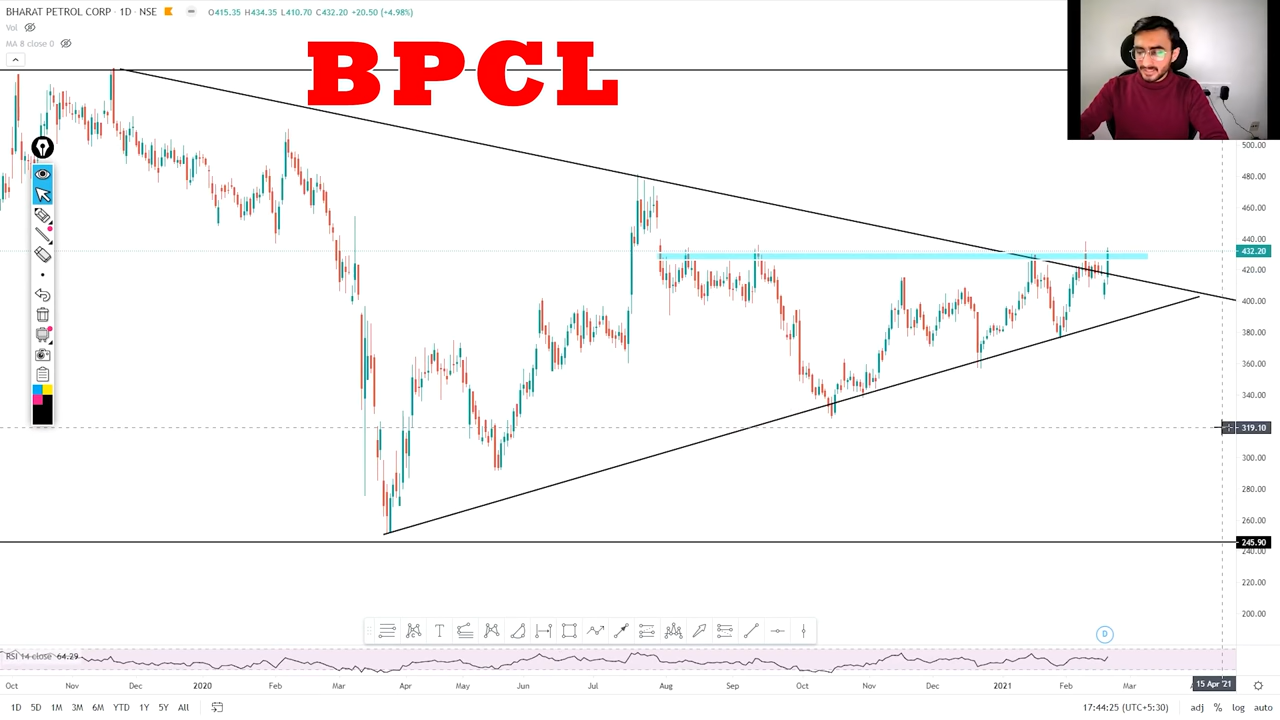 BHARAT PETROL CORP · 1D · NSE O415.35 H434.35 L410.70 C432.20 +20.50 (+4.98%)
Vol
MA 8 close 0
BPCL
500.00
480.00
460.00
440.00
432.20
420.00
400.00
380.00
360.00
340.00
319.10
300.00
280.00
260.00
245.90
240.00
220.00
200.00
T
D
RSI 14 close 64.29
Oct Nov Dec 2020 Feb Mar Apr May Jun Jul Aug Sep Oct Nov Dec 2021 Feb Mar 15 Apr '21
1D 5D 1M 3M 6M YTD 1Y 5Y All 17:44:25 (UTC+5:30) adj % log auto